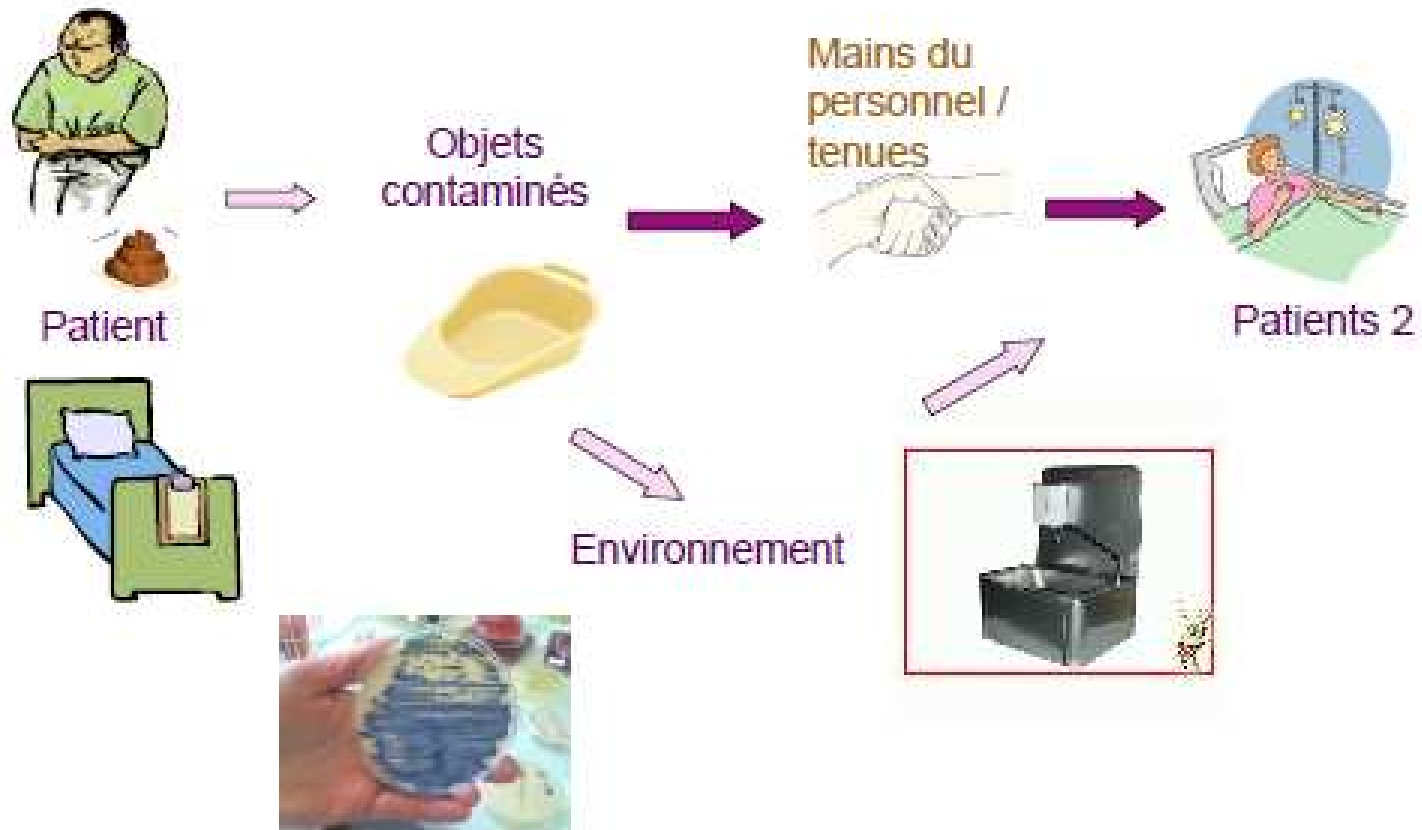 Patient
Objets
contaminés
Mains du
personnel /
tenues
Patients 2
Environnement